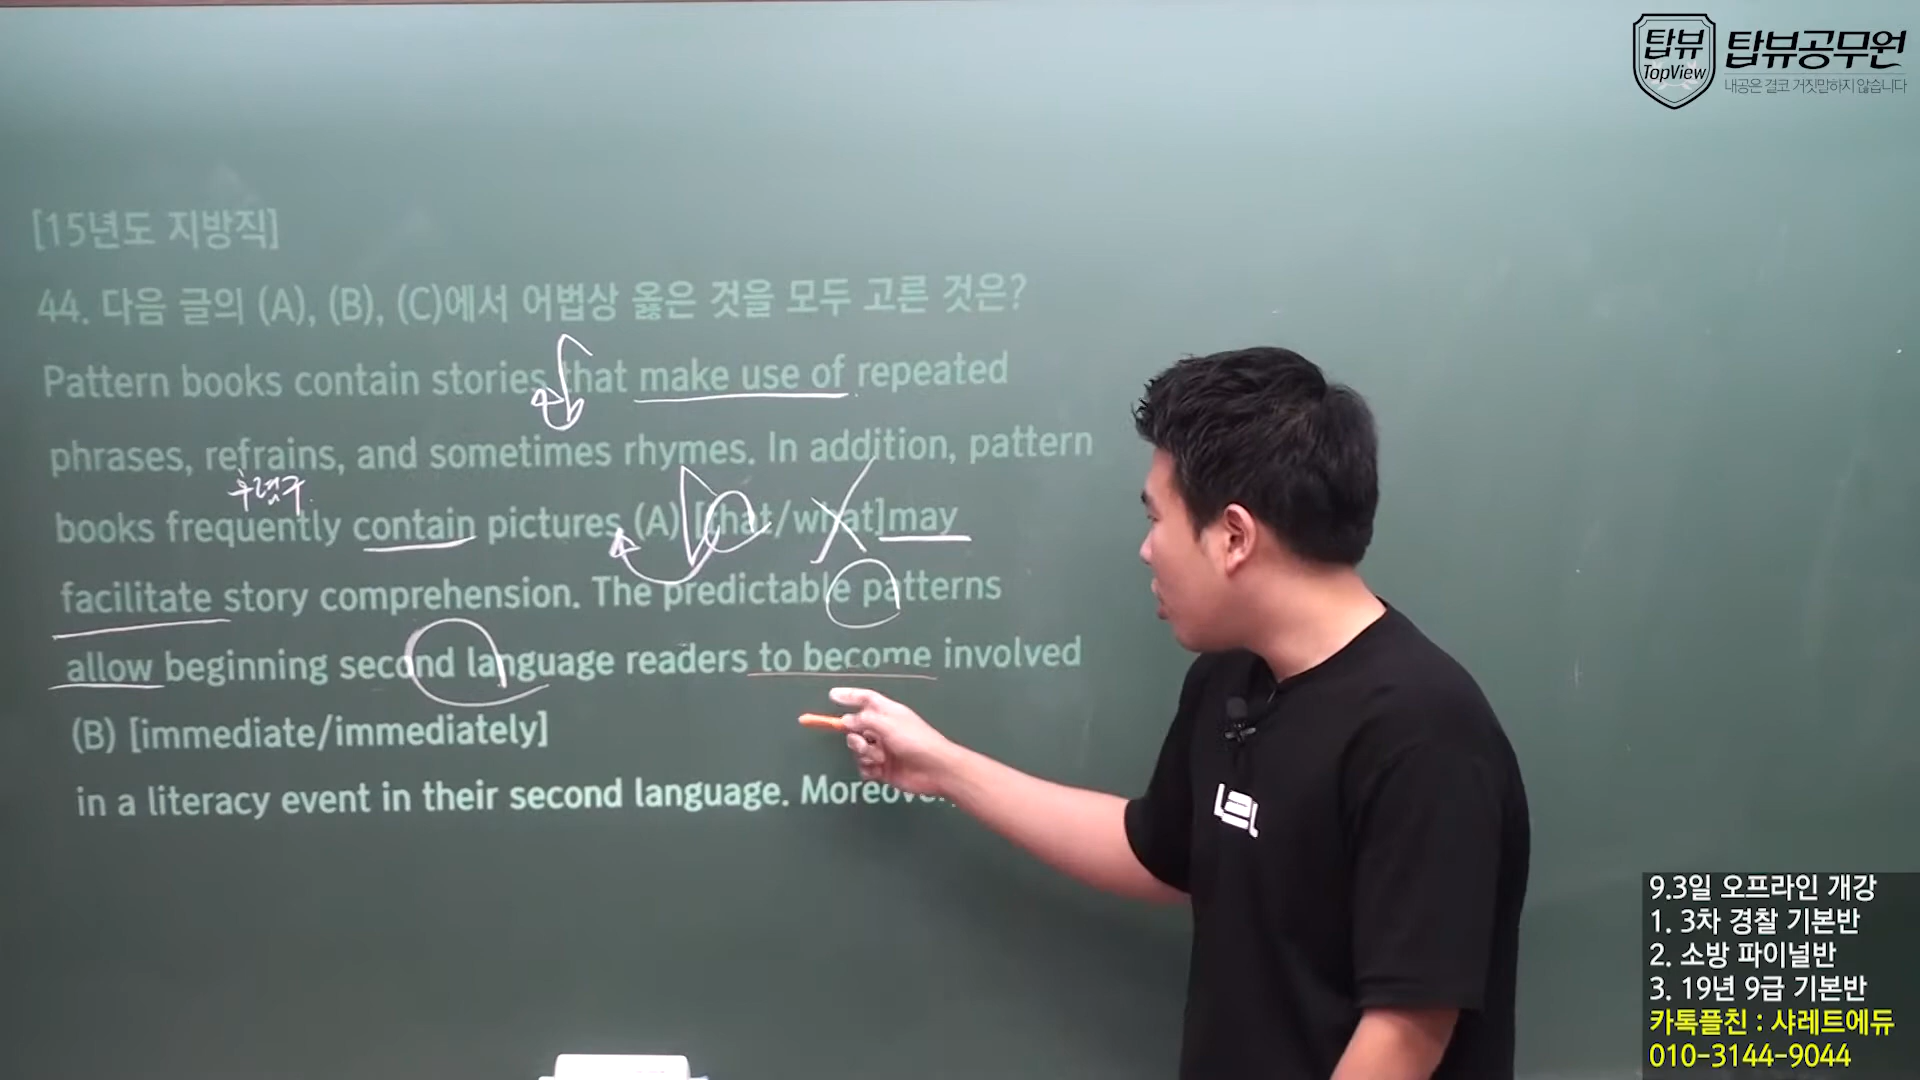 탑뷰
TopView
탑뷰공무원
내공은 결코 거짓말하지 않습니다
[15년도 지방직]
44. 다음 글의 (A), (B), (C)에서 어법상 옳은 것을 모두 고른 것은?
Pattern books contain stories that make use of repeated
phrases, refrains, and sometimes rhymes. In addition, pattern
후렴구
books frequently contain pictures (A) [that/what] may
facilitate story comprehension. The predictable patterns
allow beginning second language readers to become involved
(B) [immediate/immediately]
in a literacy event in their second language. Moreover,
9.3일 오프라인 개강
1. 3차 경찰 기본반
2. 소방 파이널반
3. 19년 9급 기본반
카톡플친 : 샤레트에듀
010-3144-9044